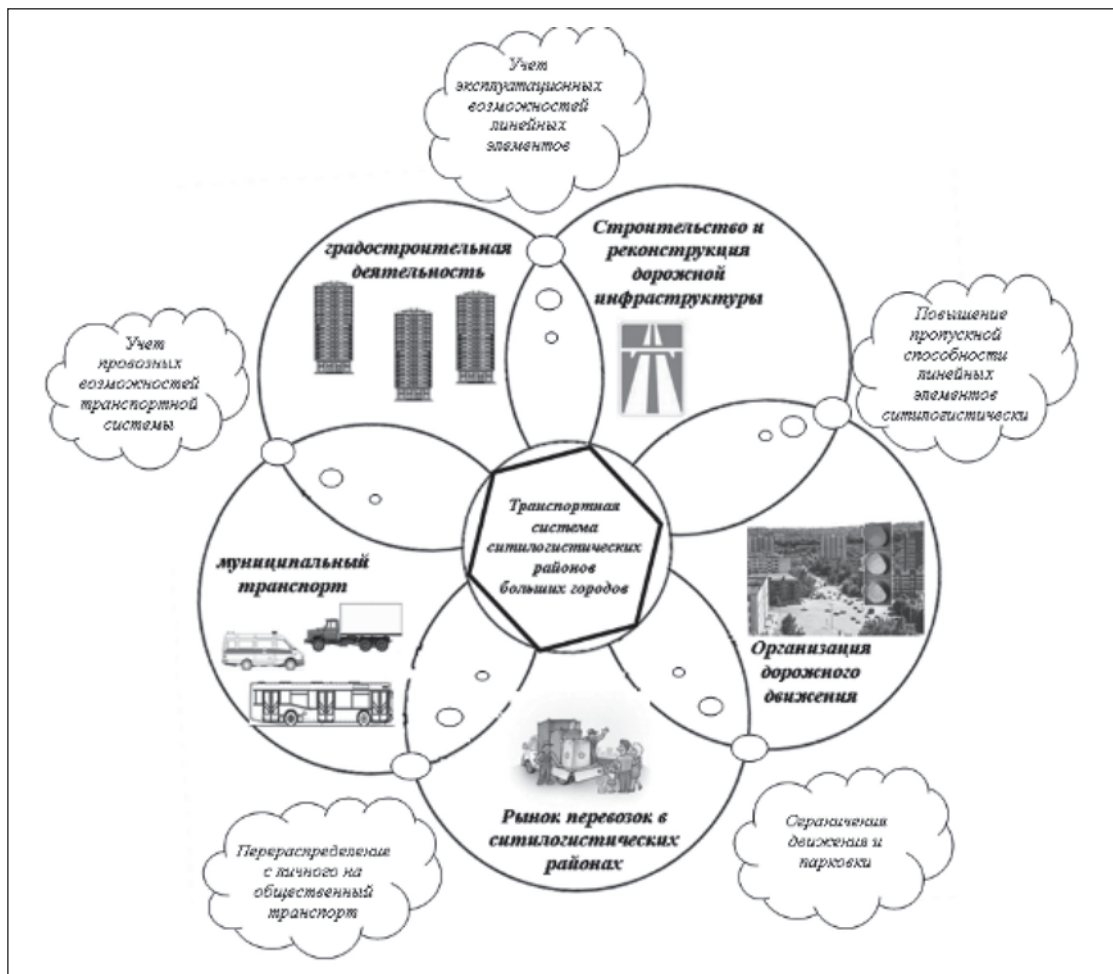 Учет
эксплуатационных
возможностей
линейных
элементов
градостроительная
деятельность
Строительство и
реконструкция
дорожной
инфраструктуры
Учет
провозных
возможностей
транспортной
системы
Повышение
пропускной
способности
линейных
элементов
ситилогистически
Транспортная
система
ситилогистических
районов
больших городов
муниципальный
транспорт
Организация
дорожного
движения
Рынок перевозок в
ситилогистических
районах
Перераспределение
с личного на
общественный
транспорт
Ограничения
движения и
парковки